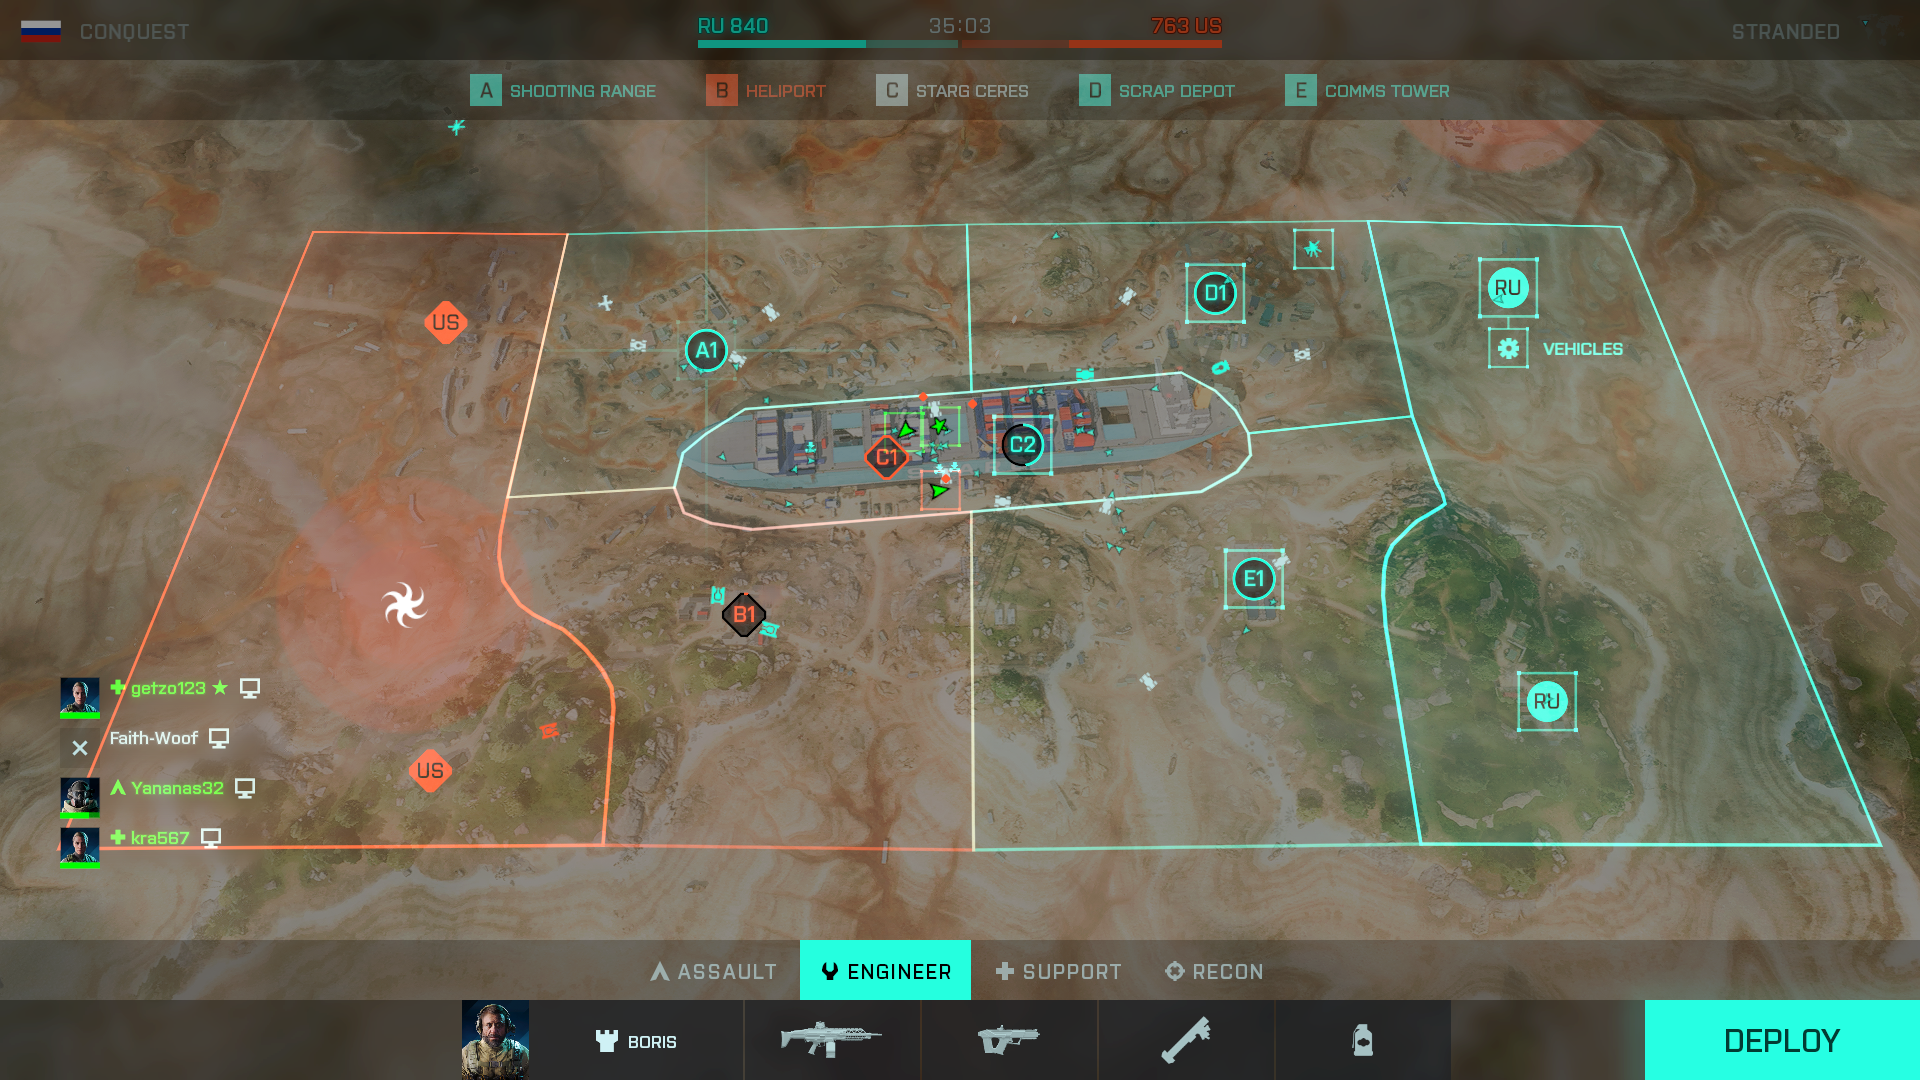 CONQUEST
RU 840
35:03
763 US
STRANDED
A SHOOTING RANGE
B HELIPORT
C STARG CERES
D SCRAP DEPOT
E COMMS TOWER
US
A1
D1
RU
VEHICLES
C1
C2
E1
B1
US
RU
getzo123
Faith-Woof
Yananas32
kra567
ASSAULT
ENGINEER
SUPPORT
RECON
BORIS
DEPLOY